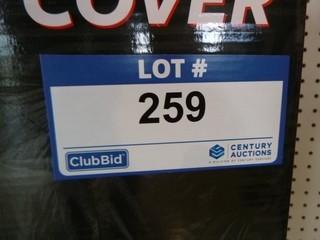 COVER
LOT #
259
ClubBid
CENTURY
AUCTIONS